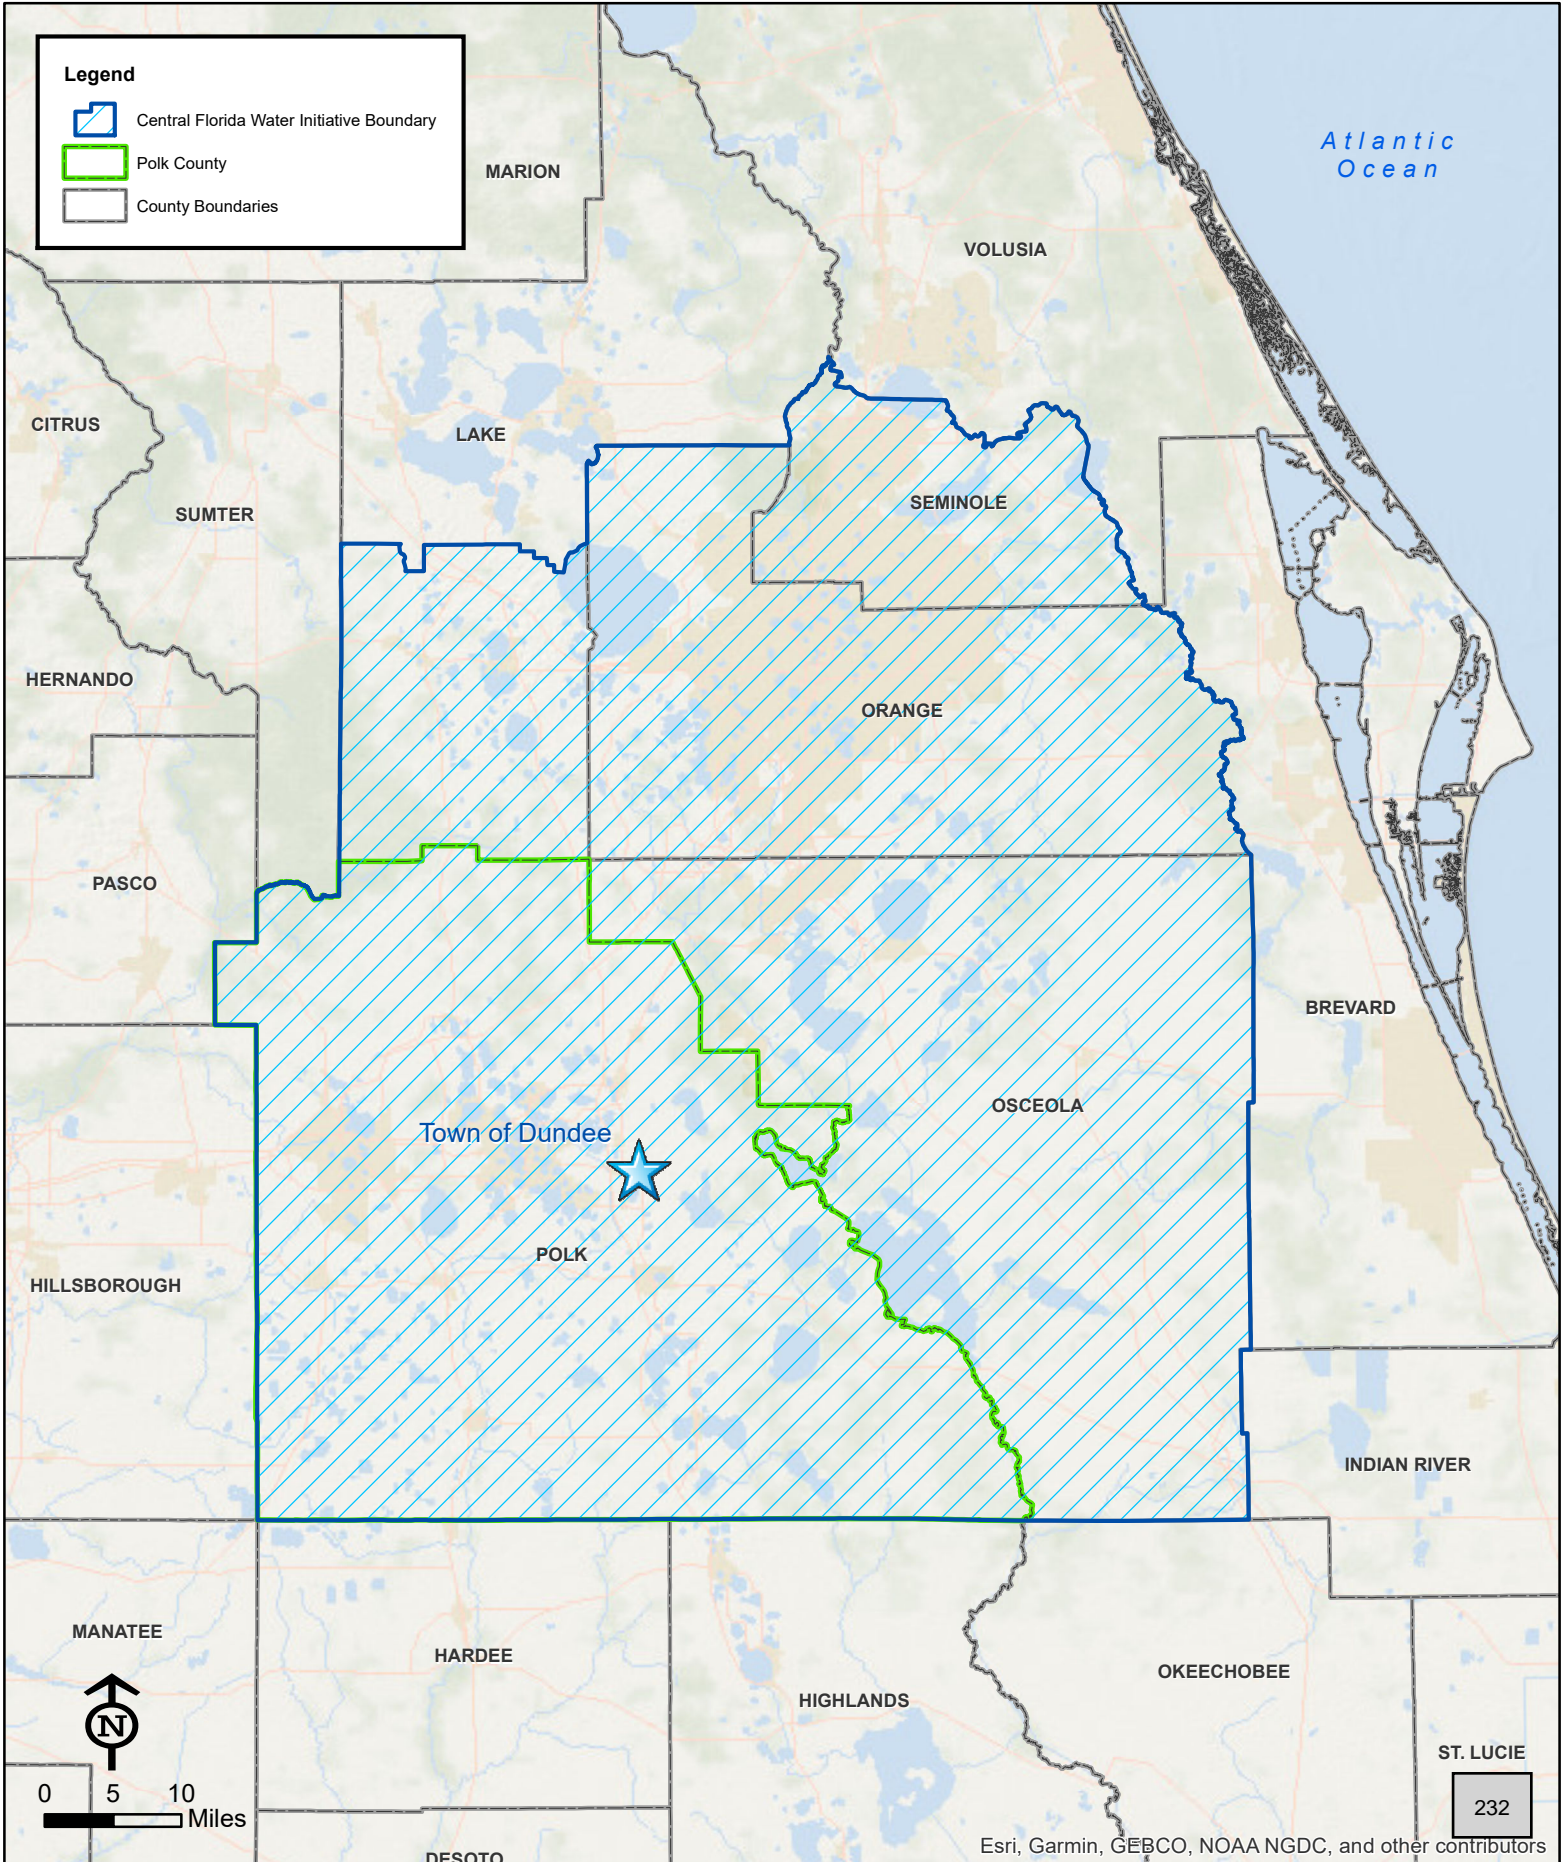 Legend
Central Florida Water Initiative Boundary
Polk County
County Boundaries
MARION
Atlantic
Ocean
VOLUSIA
CITRUS
LAKE
SUMTER
SEMINOLE
HERNANDO
ORANGE
PASCO
BREVARD
OSCEOLA
Town of Dundee
POLK
HILLSBOROUGH
INDIAN RIVER
MANATEE
HARDEE
OKEECHOBEE
HIGHLANDS
N
ST. LUCIE
0 5 10
Miles
232
Esri, Garmin, GEBCO, NOAA NGDC, and other contributors
DESOTO